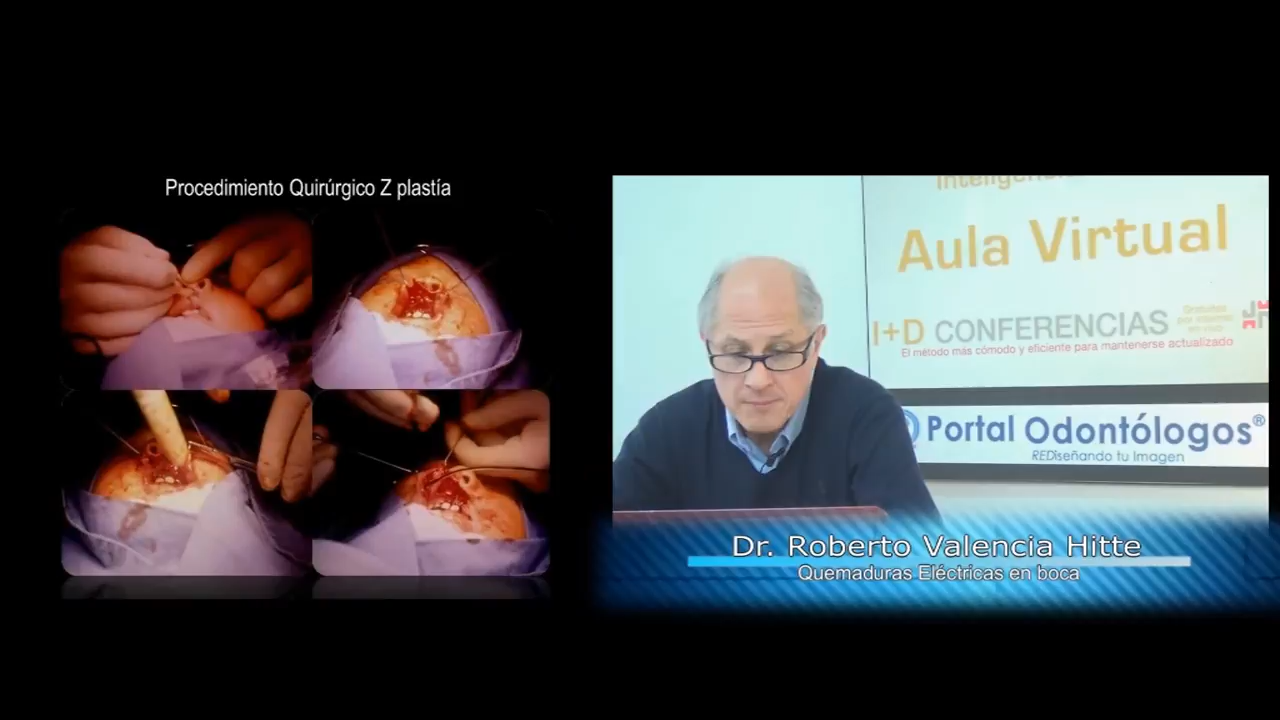 Procedimiento Quirúrgico Z plastía
Aula Virtual
I+D CONFERENCIAS
El método más cómodo y eficiente para mantenerse actualizado
Portal Odontólogos®
REDiseñando tu Imagen
Dr. Roberto Valencia Hitte
Quemaduras Eléctricas en boca